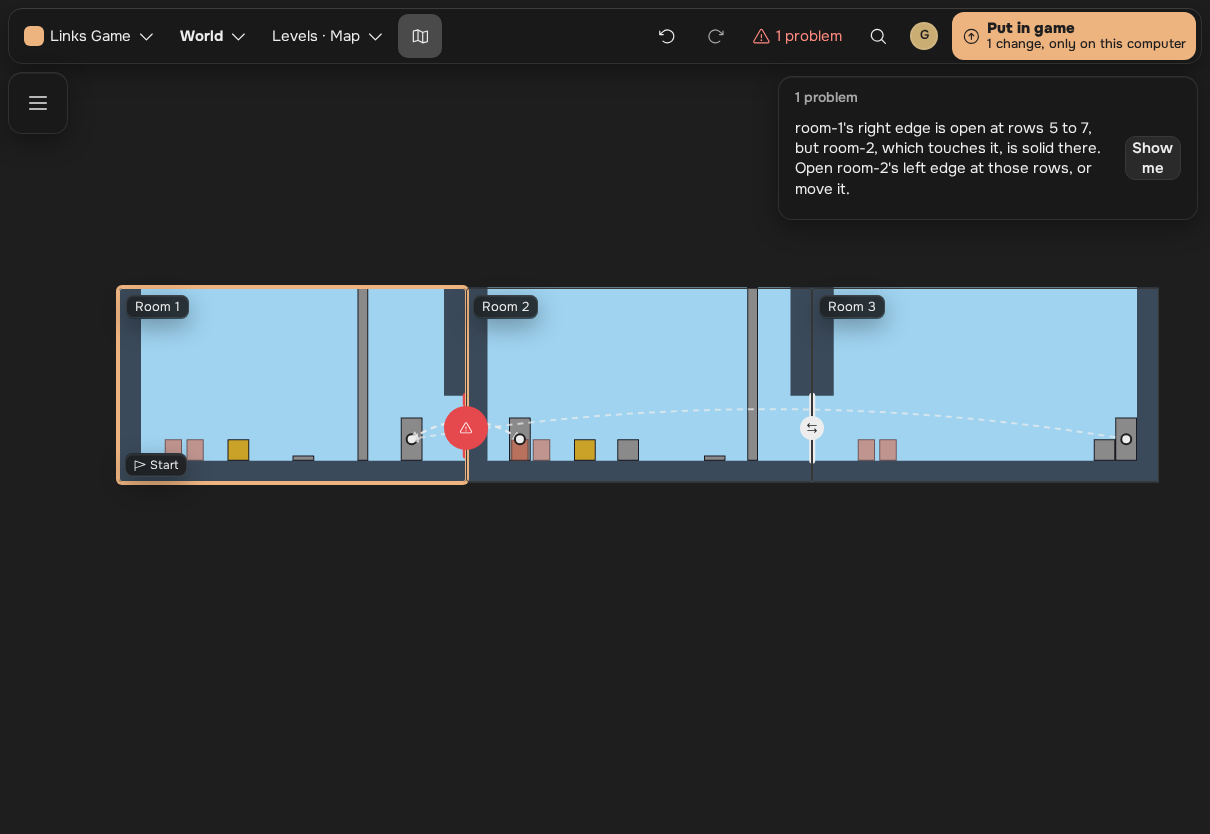 Links Game
World
Levels · Map
1 problem
G
Put in game
1 change, only on this computer
1 problem
room-1's right edge is open at rows 5 to 7,
but room-2, which touches it, is solid there.
Open room-2's left edge at those rows, or
move it.
Show
me
Room 1
Room 2
Room 3
Start